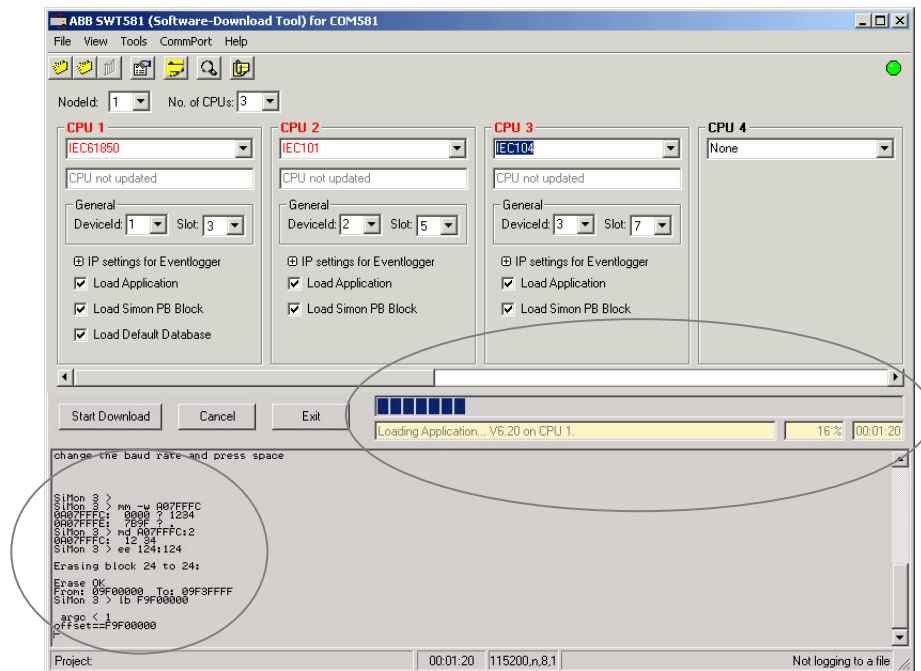 ABB SWT581 (Software-Download Tool) for COM581
File View Tools CommPort Help
NodeId: 1 No. of CPUs: 3
CPU 1 CPU 2 CPU 3 CPU 4
IEC61850 IEC101 IEC104 None
CPU not updated CPU not updated CPU not updated
General General General
DeviceId: 1 Slot: 3 DeviceId: 2 Slot: 5 DeviceId: 3 Slot: 7
IP settings for Eventlogger IP settings for Eventlogger IP settings for Eventlogger
Load Application Load Application Load Application
Load Simon PB Block Load Simon PB Block Load Simon PB Block
Load Default Database
Start Download Cancel Exit
Loading Application... V6.20 on CPU 1. 16 % 00:01:20
change the baud rate and press space
SiMon 3 >
SiMon 3 > mm -w A07FFFC
0A07FFFC: 0000 ? 1234
0A07FFFE: 7B9F ? .
SiMon 3 > md A07FFFC:2
0A07FFFC: 12 34
SiMon 3 > ee 124:124
Erasing block 24 to 24:
Erase OK
From: 09F00000 To: 09F3FFFF
SiMon 3 > lb F9F00000
argc < 1
offset==F9F00000
Project: 00:01:20 115200,n,8,1 Not logging to a file